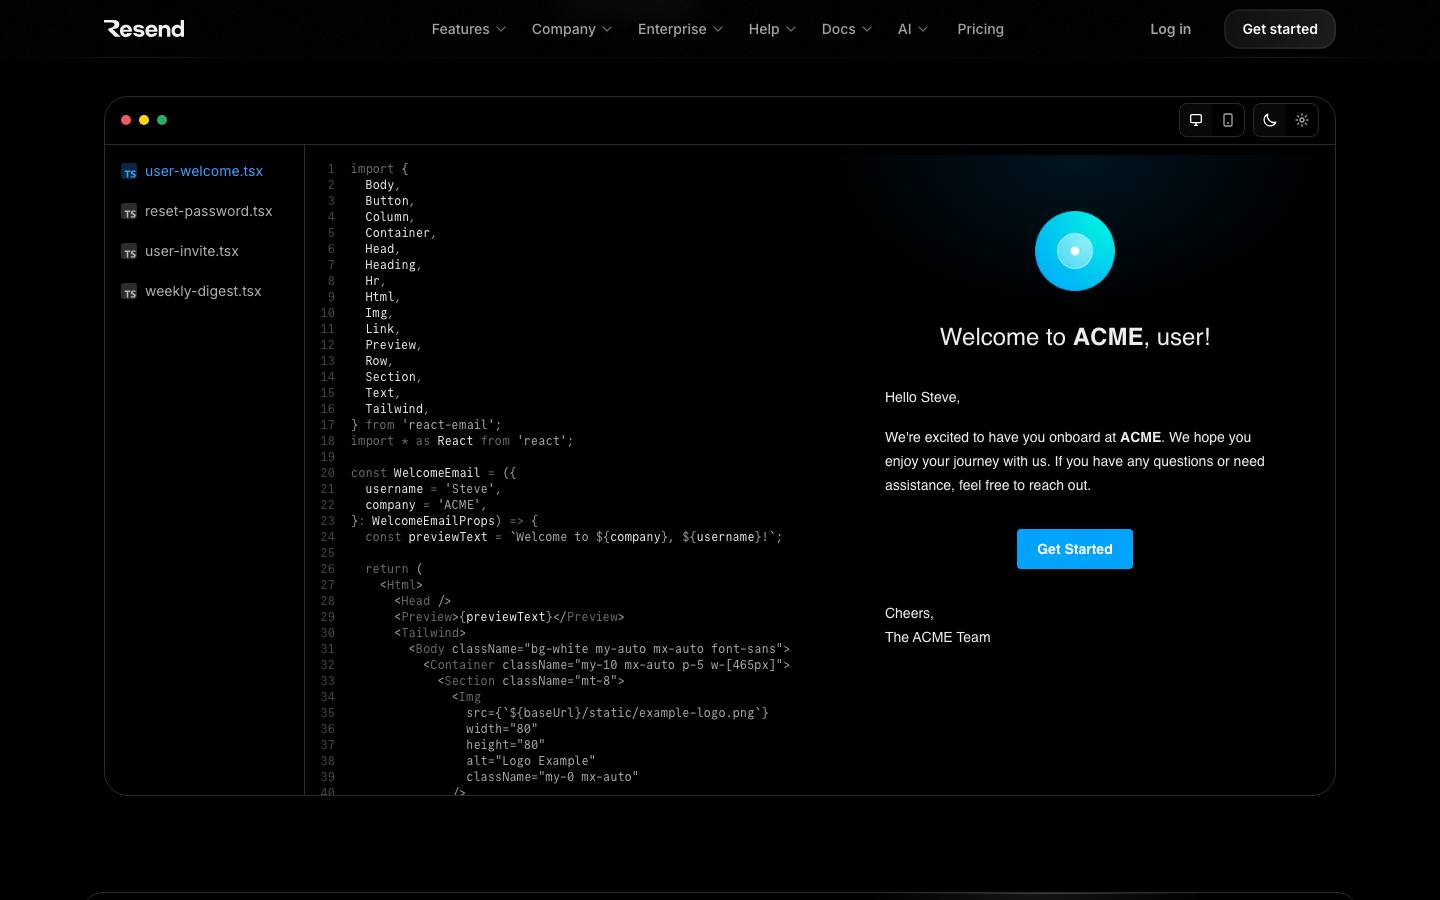 Resend
Features
Company
Enterprise
Help
Docs
AI
Pricing
Log in
Get started
TS user-welcome.tsx
TS reset-password.tsx
TS user-invite.tsx
TS weekly-digest.tsx
1 import {
2   Body,
3   Button,
4   Column,
5   Container,
6   Head,
7   Heading,
8   Hr,
9   Html,
10   Img,
11   Link,
12   Preview,
13   Row,
14   Section,
15   Text,
16   Tailwind,
17 } from 'react-email';
18 import * as React from 'react';
19
20 const WelcomeEmail = ({
21   username = 'Steve',
22   company = 'ACME',
23 }: WelcomeEmailProps) => {
24   const previewText = `Welcome to ${company}, ${username}!`;
25
26   return (
27     <Html>
28       <Head />
29       <Preview>{previewText}</Preview>
30       <Tailwind>
31         <Body className="bg-white my-auto mx-auto font-sans">
32           <Container className="my-10 mx-auto p-5 w-[465px]">
33             <Section className="mt-8">
34               <Img
35                 src={`${baseUrl}/static/example-logo.png`}
36                 width="80"
37                 height="80"
38                 alt="Logo Example"
39                 className="my-0 mx-auto"
40               />
Welcome to ACME, user!
Hello Steve,
We're excited to have you onboard at ACME. We hope you
enjoy your journey with us. If you have any questions or need
assistance, feel free to reach out.
Get Started
Cheers,
The ACME Team